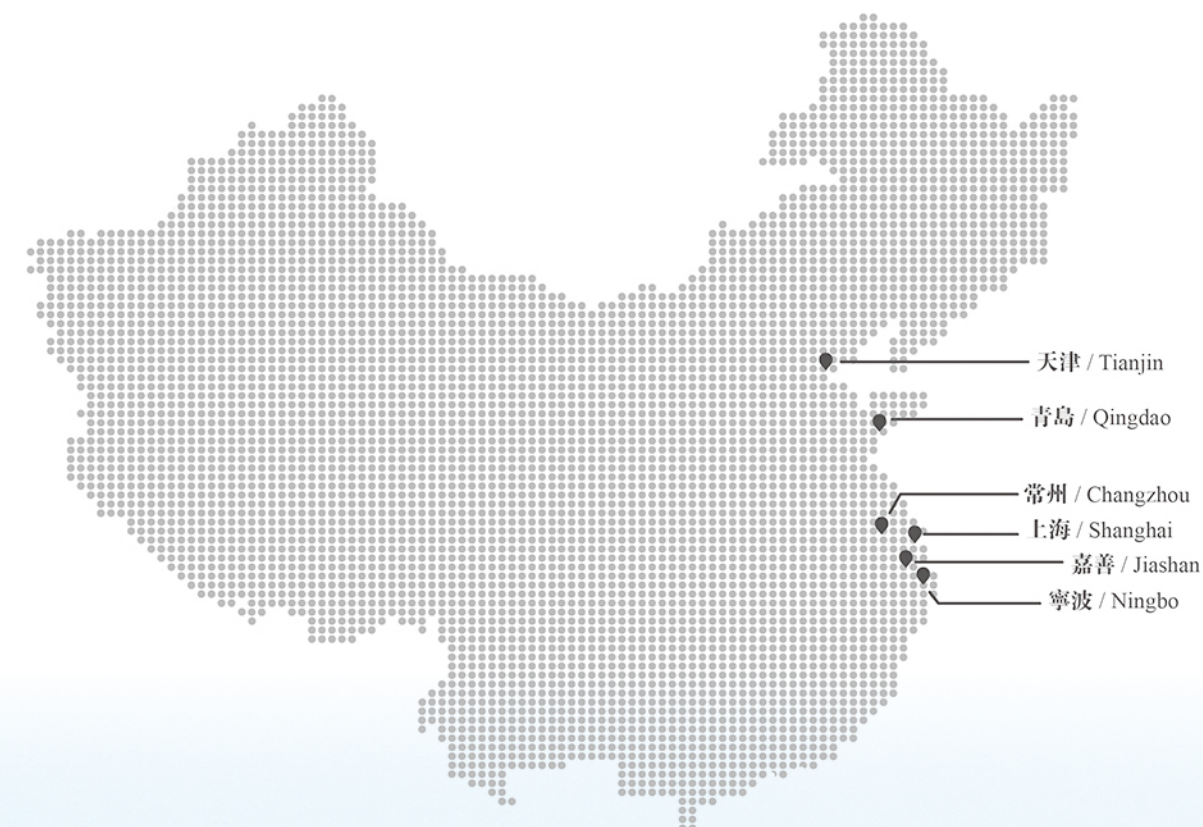 天津 / Tianjin
青島 / Qingdao
常州 / Changzhou
上海 / Shanghai
嘉善 / Jiashan
寧波 / Ningbo